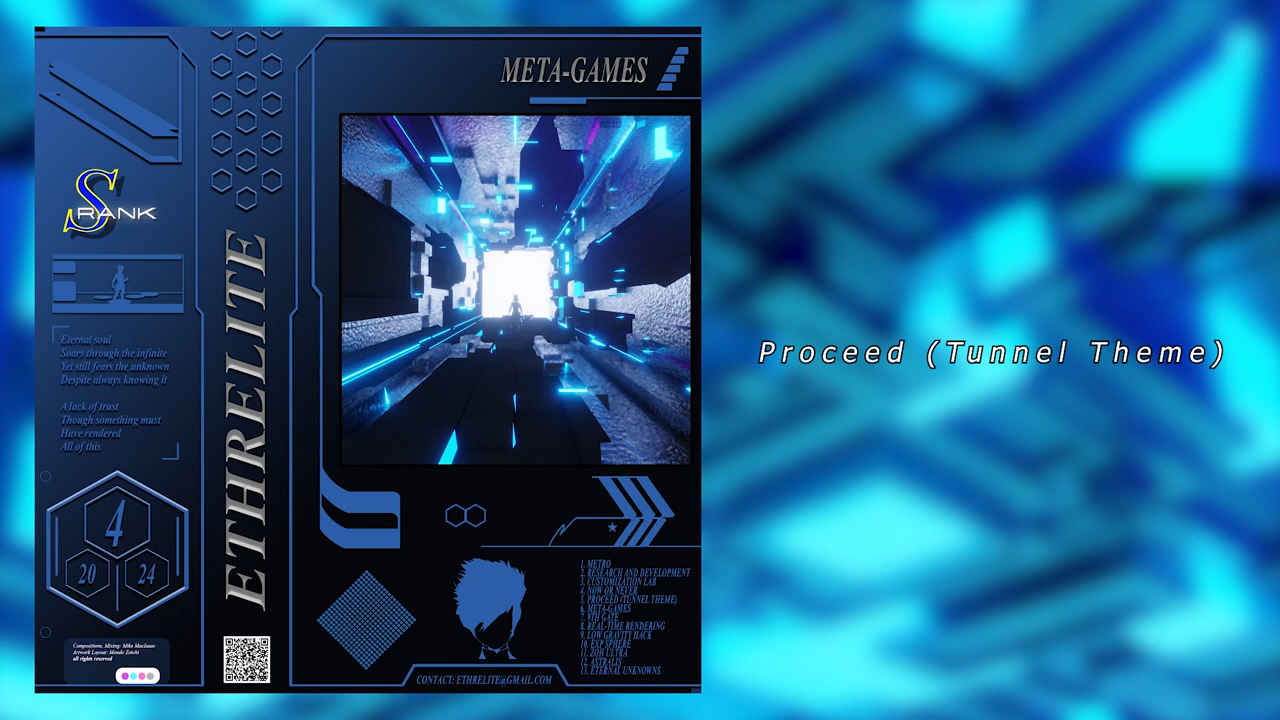 META-GAMES
S
RANK
Eternal soul
Soars through the infinite
Yet still fears the unknown
Despite always knowing it
A lack of trust
Though something must
Have rendered
All of this
4
20 24
Compositions, Mixing: Mike MacIsaac
Artwork Layout: Mondo Zoichi
all rights reserved
ETHRELITE
1. METRO
2. RESEARCH AND DEVELOPMENT
3. CUSTOMIZATION LAB
4. NOW OR NEVER
5. PROCEED (TUNNEL THEME)
6. META-GAMES
7. 9TH GATE
8. REAL-TIME RENDERING
9. LOW GRAVITY HACK
10. EXP SPHERE
11. ZOH ULTRA
12. ASTRALIS
13. ETERNAL UNKNOWNS
CONTACT: ETHRELITE@GMAIL.COM
Proceed (Tunnel Theme)